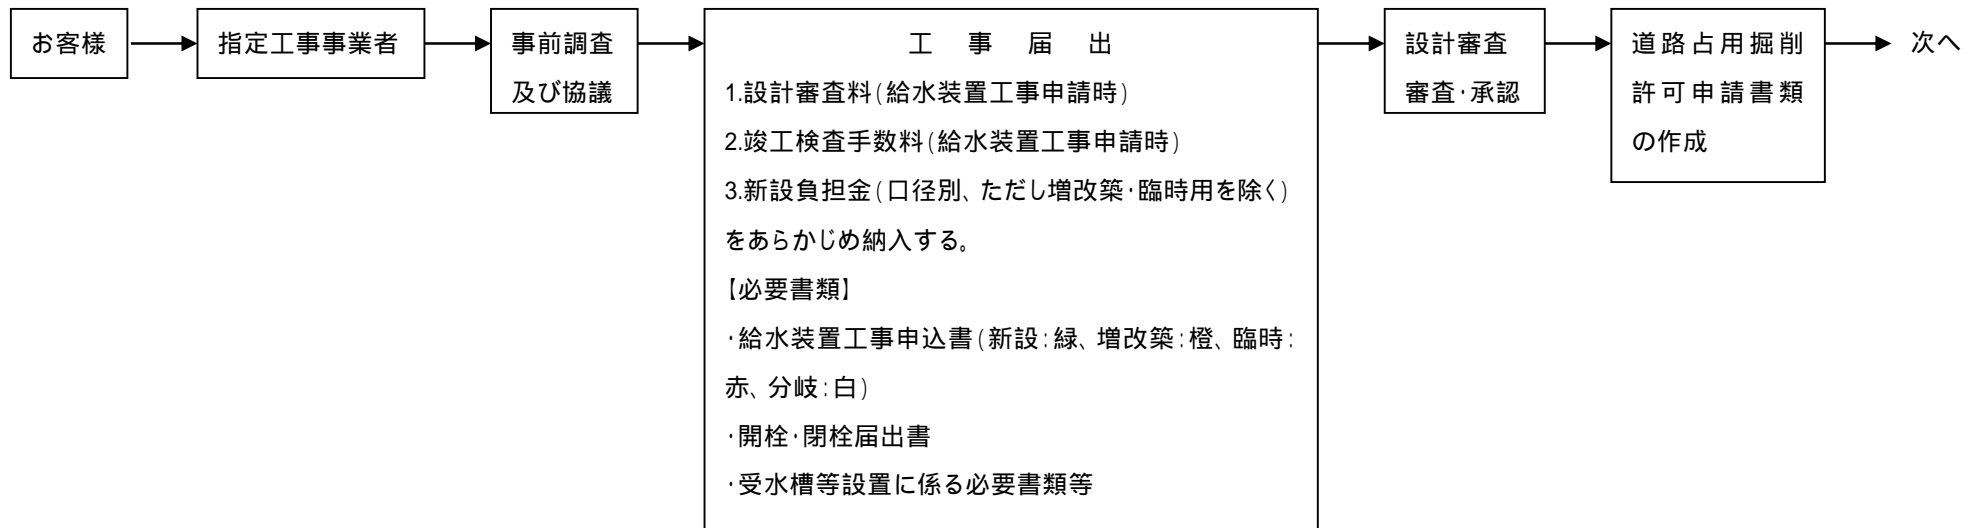 お客様
指定工事事業者
事前調査
及び協議
工事届出
1.設計審査料(給水装置工事申請時)
2.竣工検査手数料(給水装置工事申請時)
3.新設負担金(口径別、ただし増改築・臨時用を除く)
をあらかじめ納入する。
【必要書類】
・給水装置工事申込書(新設:緑、増改築:橙、臨時:
赤、分岐:白)
・開栓・閉栓届出書
・受水槽等設置に係る必要書類等
設計審査
審査・承認
道路占用掘削
許可申請書類
の作成
次へ